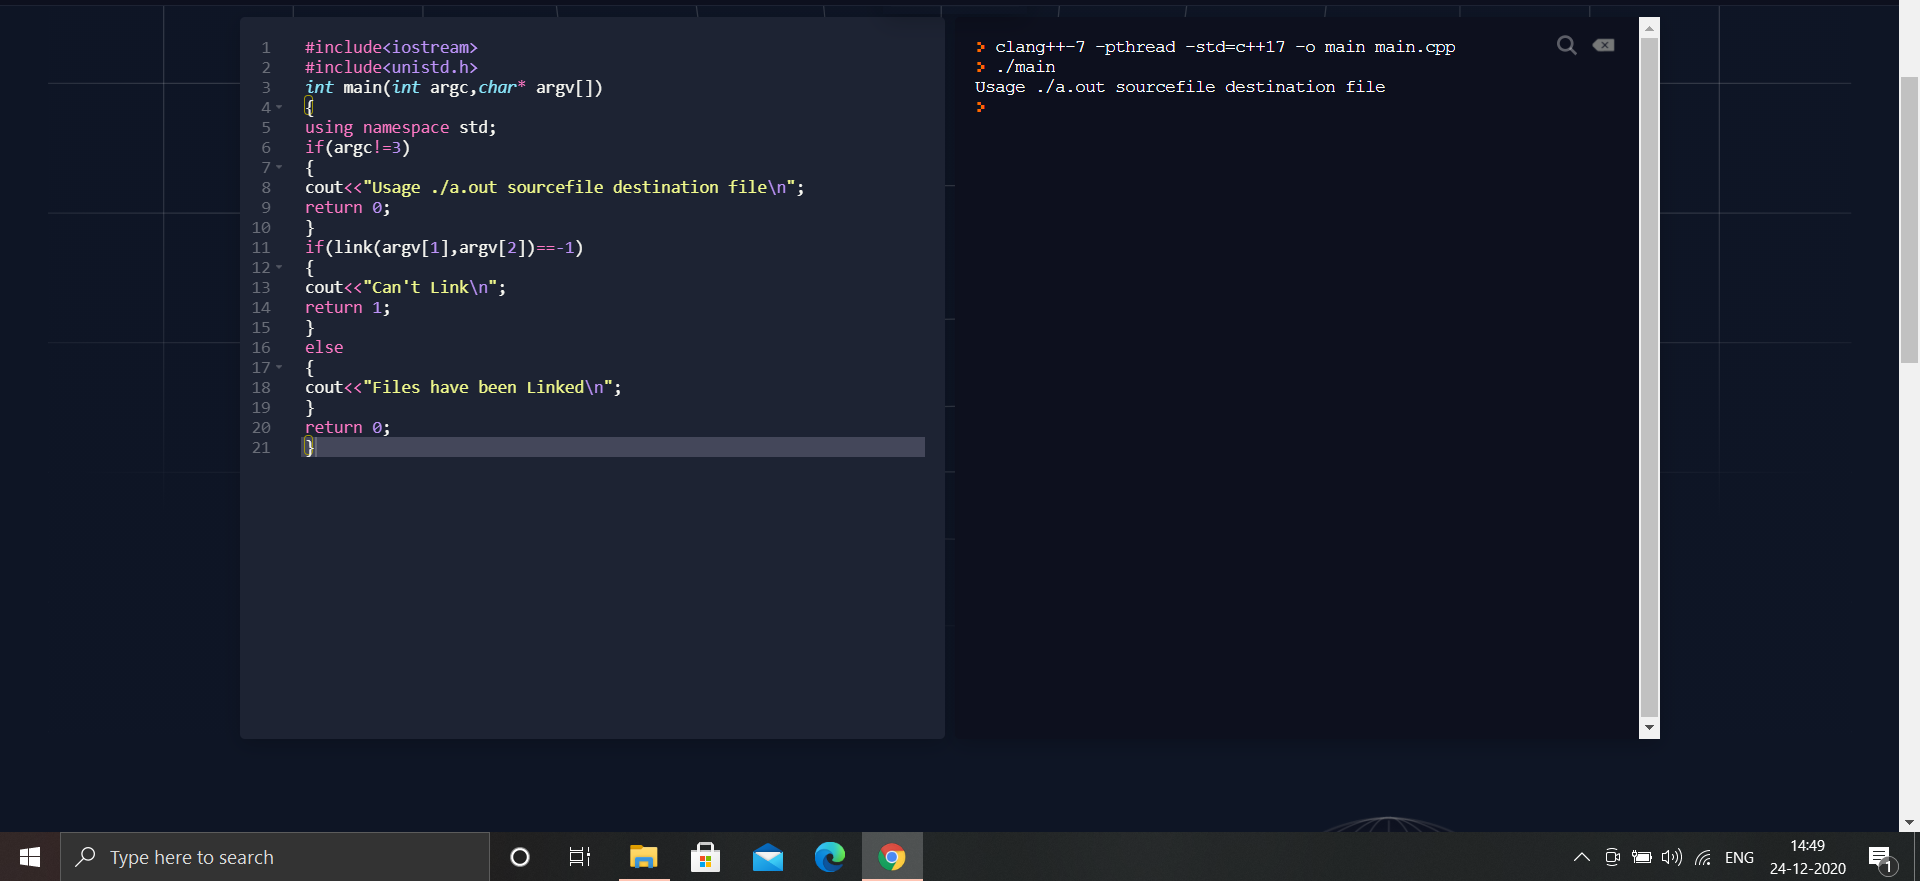 1 #include<iostream>
2 #include<unistd.h>
3 int main(int argc,char* argv[])
4 {
5 using namespace std;
6 if(argc!=3)
7 {
8 cout<<"Usage ./a.out sourcefile destination file\n";
9 return 0;
10 }
11 if(link(argv[1],argv[2])==-1)
12 {
13 cout<<"Can't Link\n";
14 return 1;
15 }
16 else
17 {
18 cout<<"Files have been Linked\n";
19 }
20 return 0;
21 }
clang++-7 -pthread -std=c++17 -o main main.cpp
./main
Usage ./a.out sourcefile destination file
Type here to search
ENG
14:49
24-12-2020
1